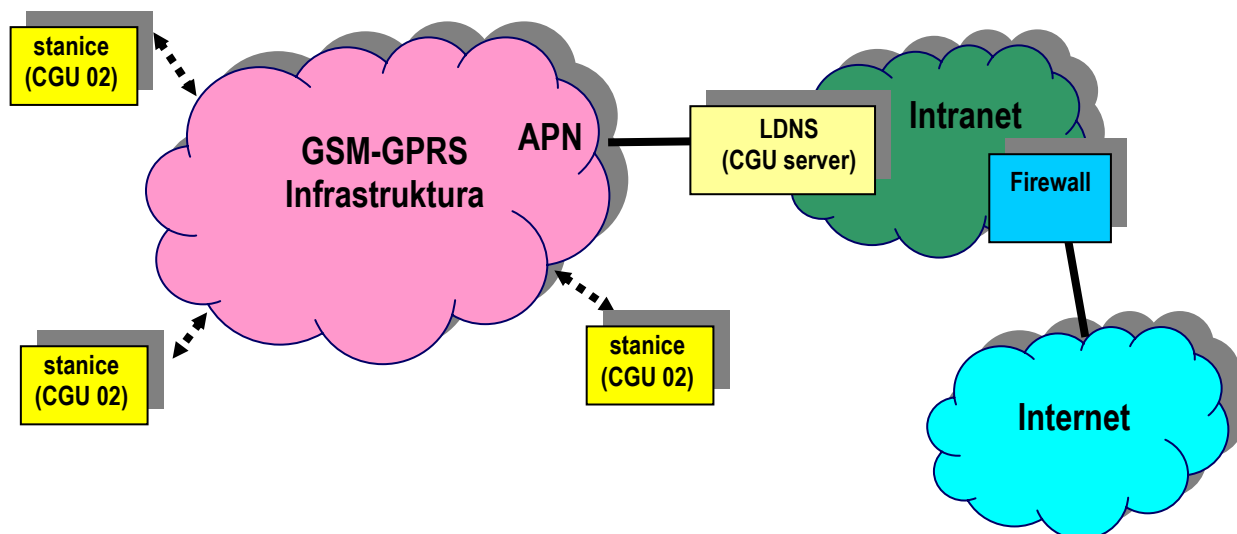 stanice
(CGU 02)
GSM-GPRS
Infrastruktura
APN
LDNS
(CGU server)
Intranet
Firewall
stanice
(CGU 02)
stanice
(CGU 02)
Internet